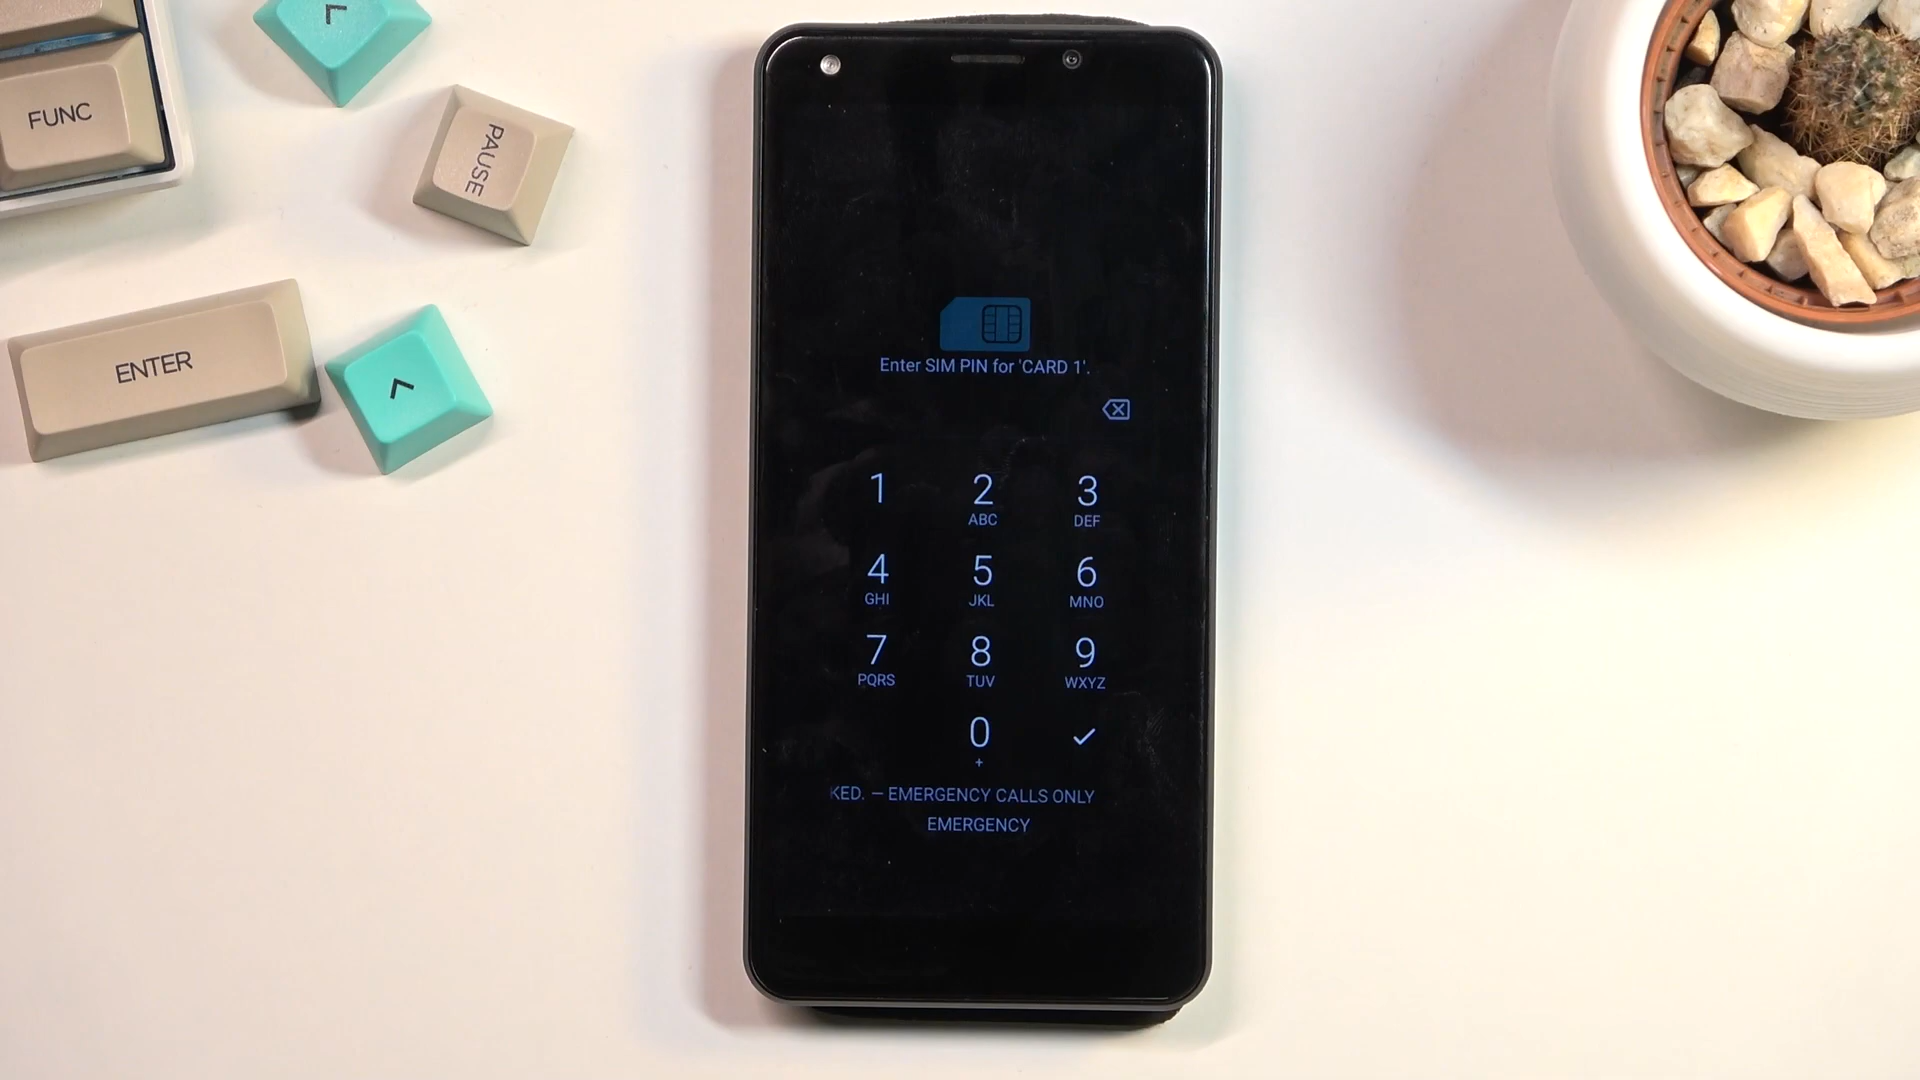 FUNC
PAUSE
ENTER
Enter SIM PIN for 'CARD 1'.
1 2 3
ABC DEF
4 5 6
GHI JKL MNO
7 8 9
PQRS TUV WXYZ
0
+
KED. — EMERGENCY CALLS ONLY
EMERGENCY